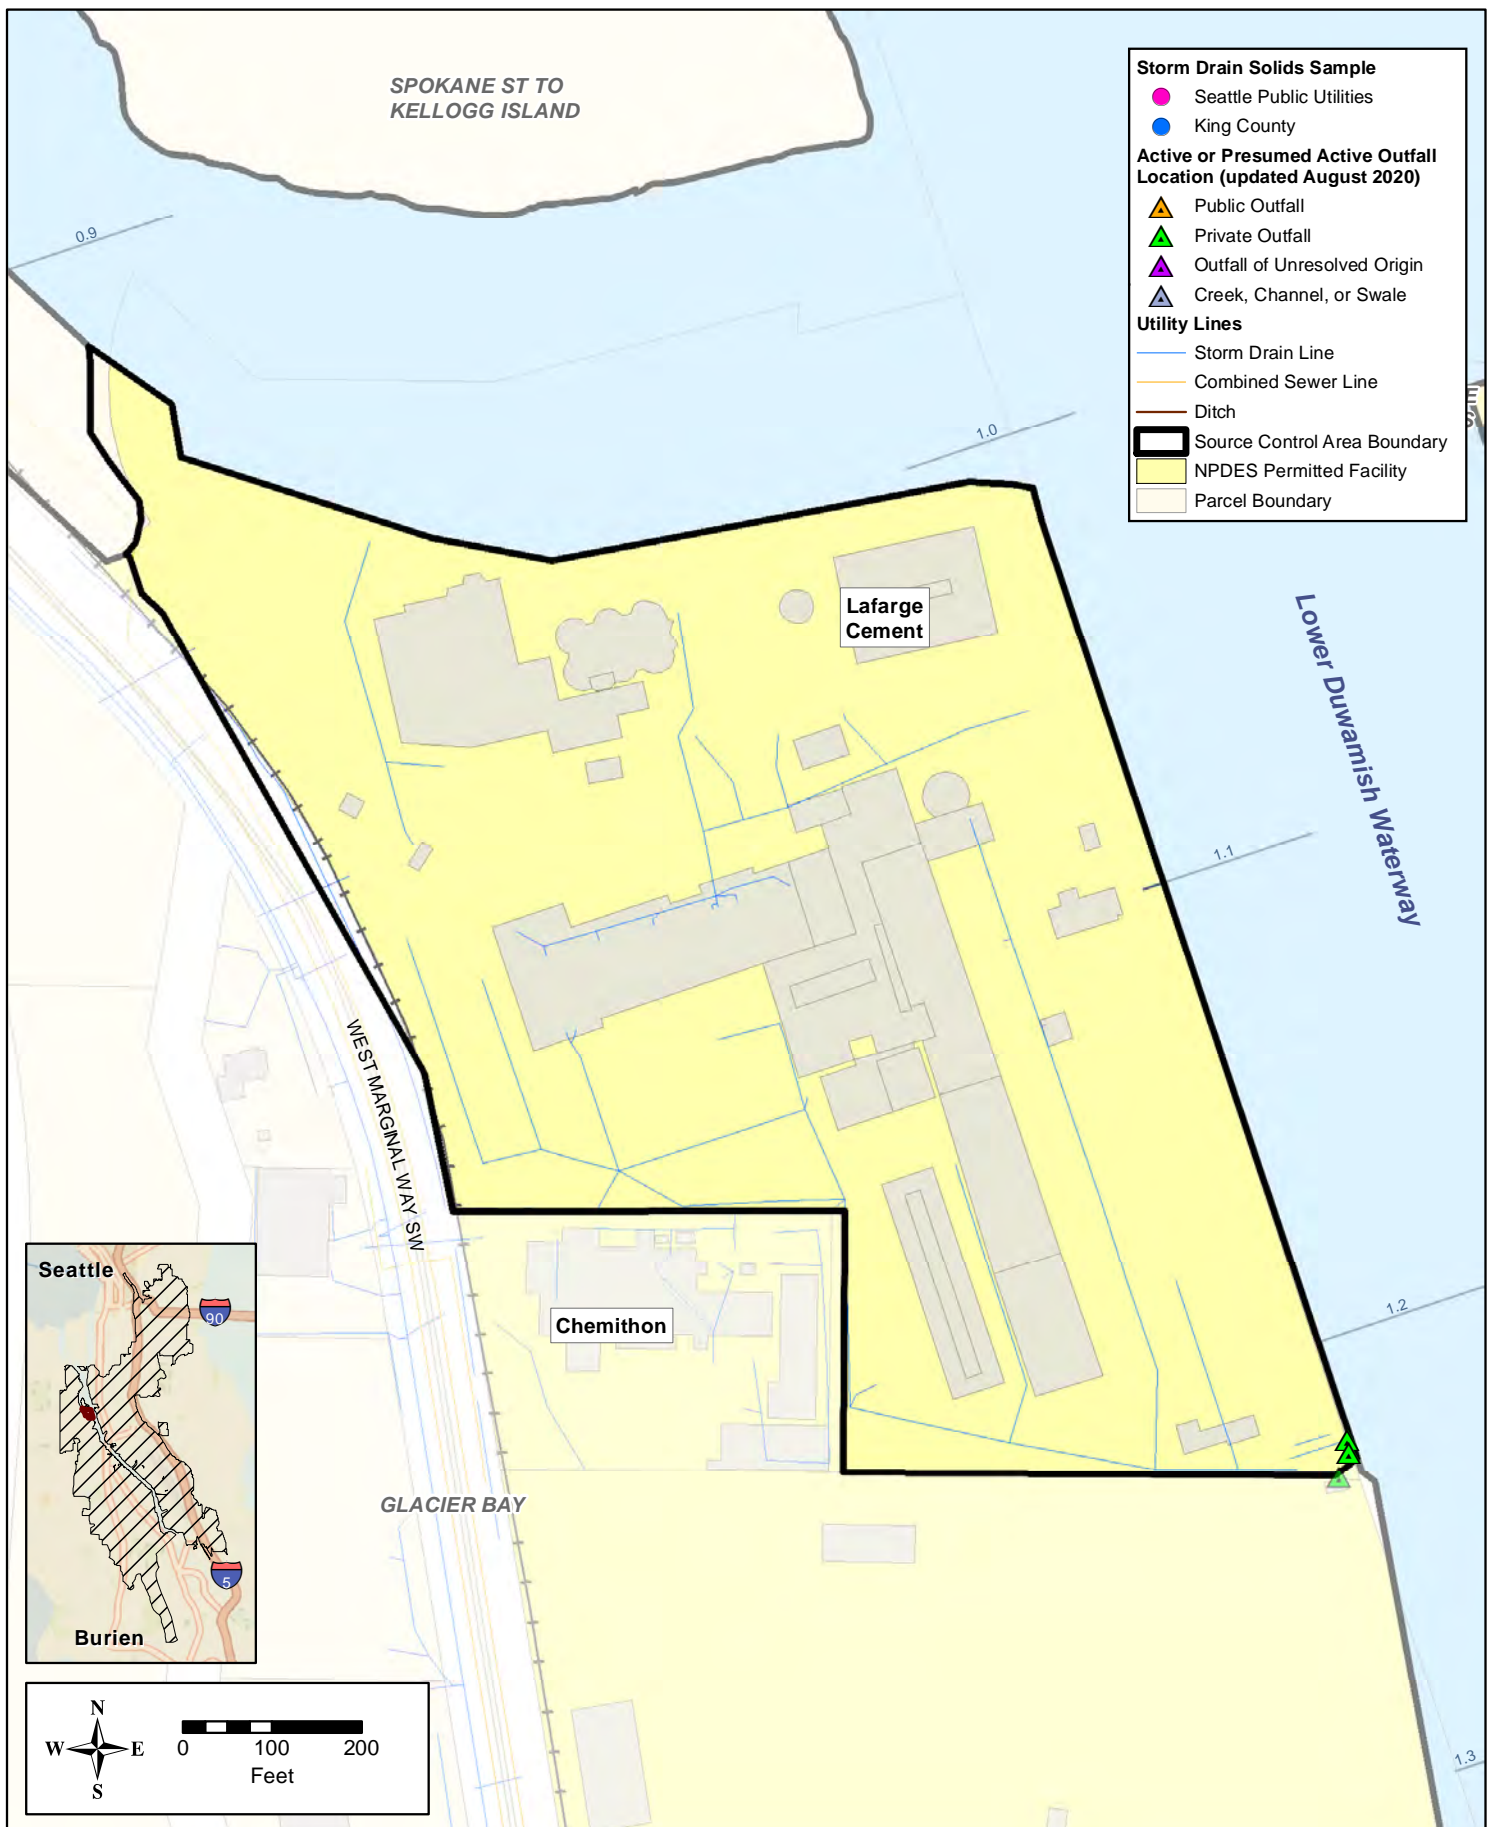 SPOKANE ST TO
KELLOGG ISLAND
Storm Drain Solids Sample
Seattle Public Utilities
King County
Active or Presumed Active Outfall
Location (updated August 2020)
Public Outfall
Private Outfall
Outfall of Unresolved Origin
Creek, Channel, or Swale
Utility Lines
Storm Drain Line
Combined Sewer Line
Ditch
Source Control Area Boundary
NPDES Permitted Facility
Parcel Boundary
0.9
1.0
Lafarge
Cement
Lower Duwamish Waterway
1.1
WEST MARGINAL WAY SW
1.2
Chemithon
GLACIER BAY
Seattle
90
5
Burien
N
W
E
S
0
100
200
Feet
1.3